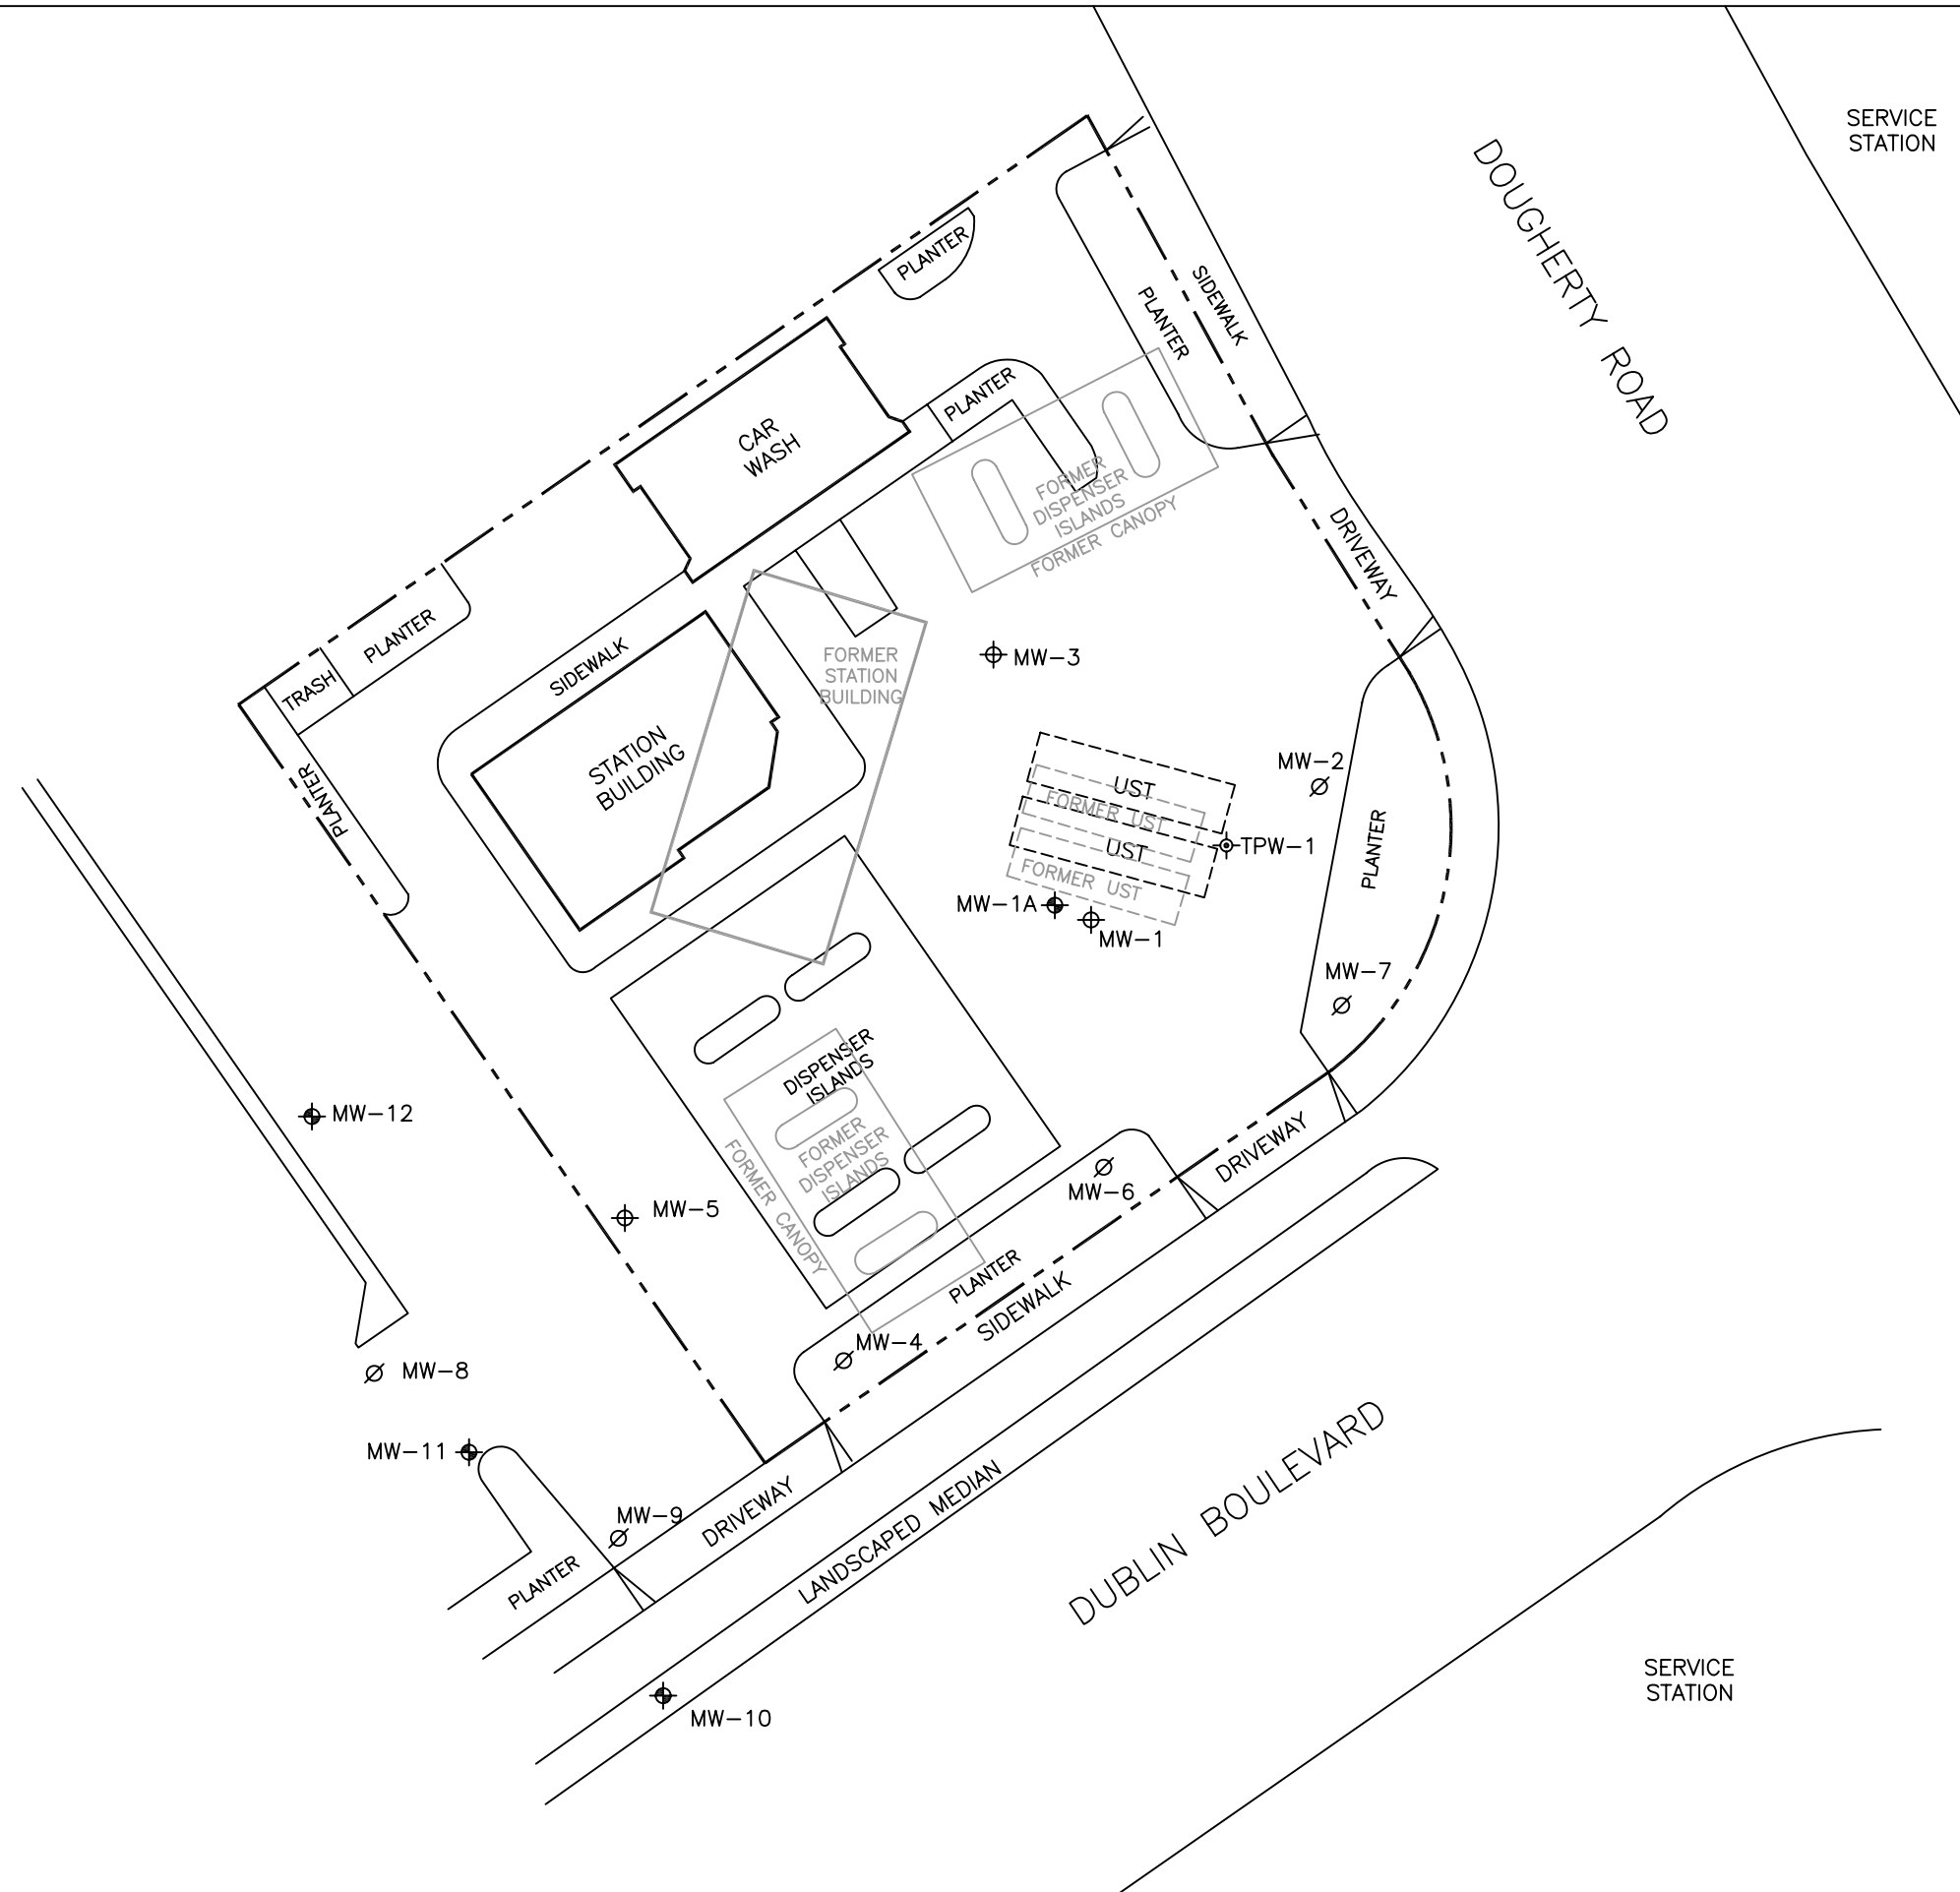 SERVICE
STATION
DOUGHERTY ROAD
PLANTER
SIDEWALK
PLANTER
PLANTER
CAR
WASH
FORMER
DISPENSER
ISLANDS
FORMER CANOPY
DRIVEWAY
PLANTER
TRASH
SIDEWALK
FORMER
STATION
BUILDING
MW-3
STATION
BUILDING
PLANTER
MW-2
UST
FORMER UST
UST
TPW-1
FORMER UST
PLANTER
MW-1A
MW-1
MW-7
DISPENSER
ISLANDS
MW-12
FORMER
DISPENSER
ISLANDS
FORMER CANOPY
DRIVEWAY
MW-6
MW-5
PLANTER
SIDEWALK
MW-4
MW-8
MW-11
MW-9
DRIVEWAY
LANDSCAPED MEDIAN
DUBLIN BOULEVARD
PLANTER
MW-10
SERVICE
STATION